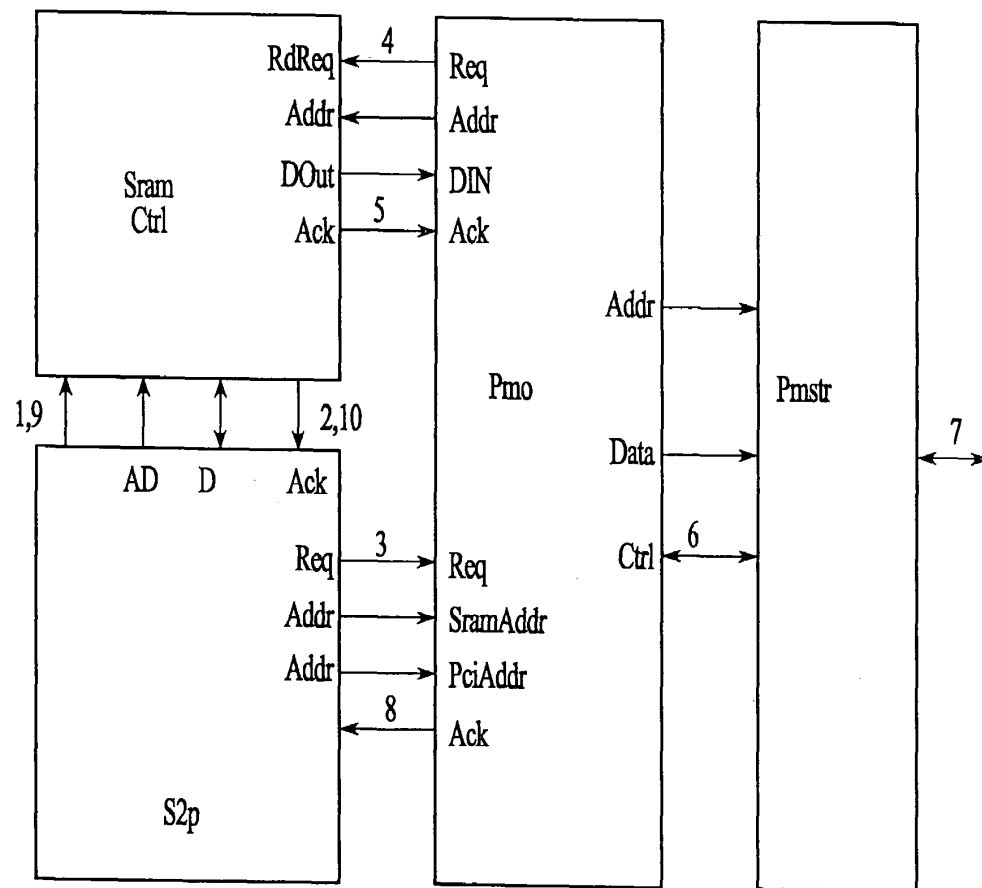 4
RdReq
Req
Addr
Addr
DOut
DIN
Sram
Ctrl
5
Ack
Ack
Addr
Pmo
Pmstr
1,9
2,10
7
Data
AD
D
Ack
6
Ctrl
3
Req
Req
Addr
SramAddr
Addr
PciAddr
8
Ack
S2p